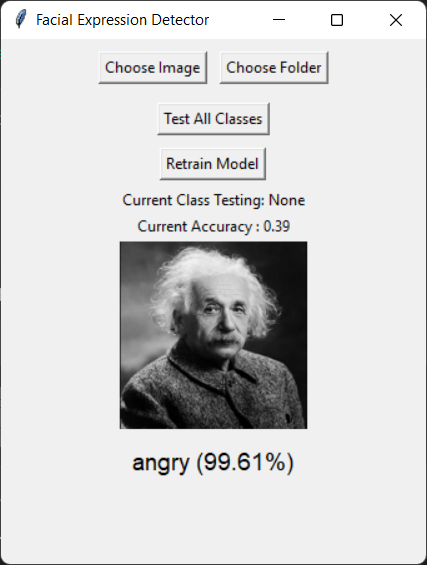 Facial Expression Detector
Choose Image Choose Folder
Test All Classes
Retrain Model
Current Class Testing: None
Current Accuracy : 0.39
angry (99.61%)